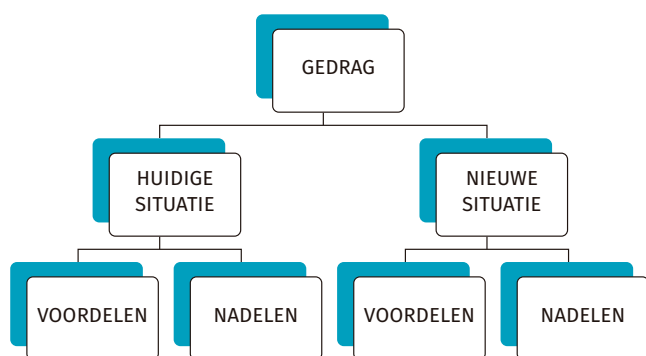 GEDRAG
HUIDIGE
SITUATIE
NIEUWE
SITUATIE
VOORDELEN
NADELEN
VOORDELEN
NADELEN